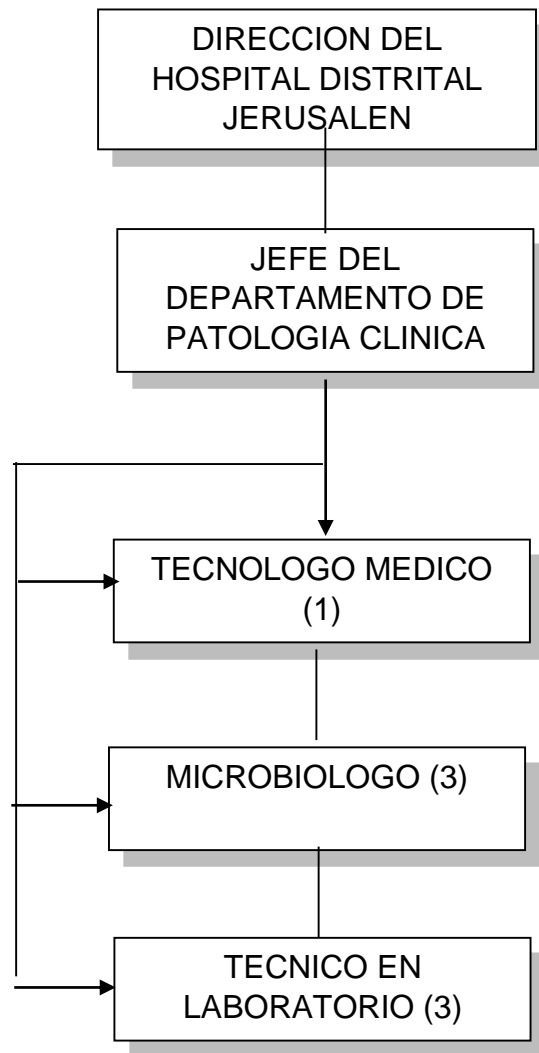 DIRECCION DEL
HOSPITAL DISTRITAL
JERUSALEN
JEFE DEL
DEPARTAMENTO DE
PATOLOGIA CLINICA
TECNOLOGO MEDICO
(1)
MICROBIOLOGO (3)
TECNICO EN
LABORATORIO (3)